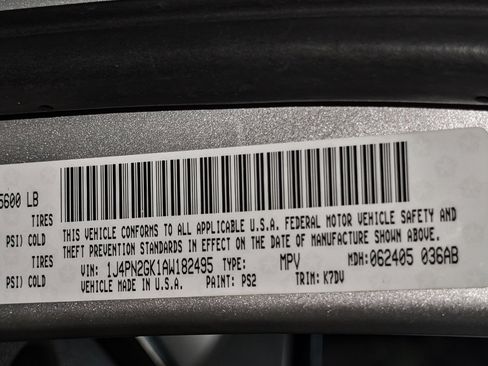 5600 LB
TIRES
PSI) COLD
TIRES
PSI) COLD
THIS VEHICLE CONFORMS TO ALL APPLICABLE U.S.A. FEDERAL MOTOR VEHICLE SAFETY AND
THEFT PREVENTION STANDARDS IN EFFECT ON THE DATE OF MANUFACTURE SHOWN ABOVE.
VIN: 1J4PN2GK1AW182495 TYPE: MPV MDH: 062405 036AB
VEHICLE MADE IN U.S.A. PAINT: PS2 TRIM: K7DV